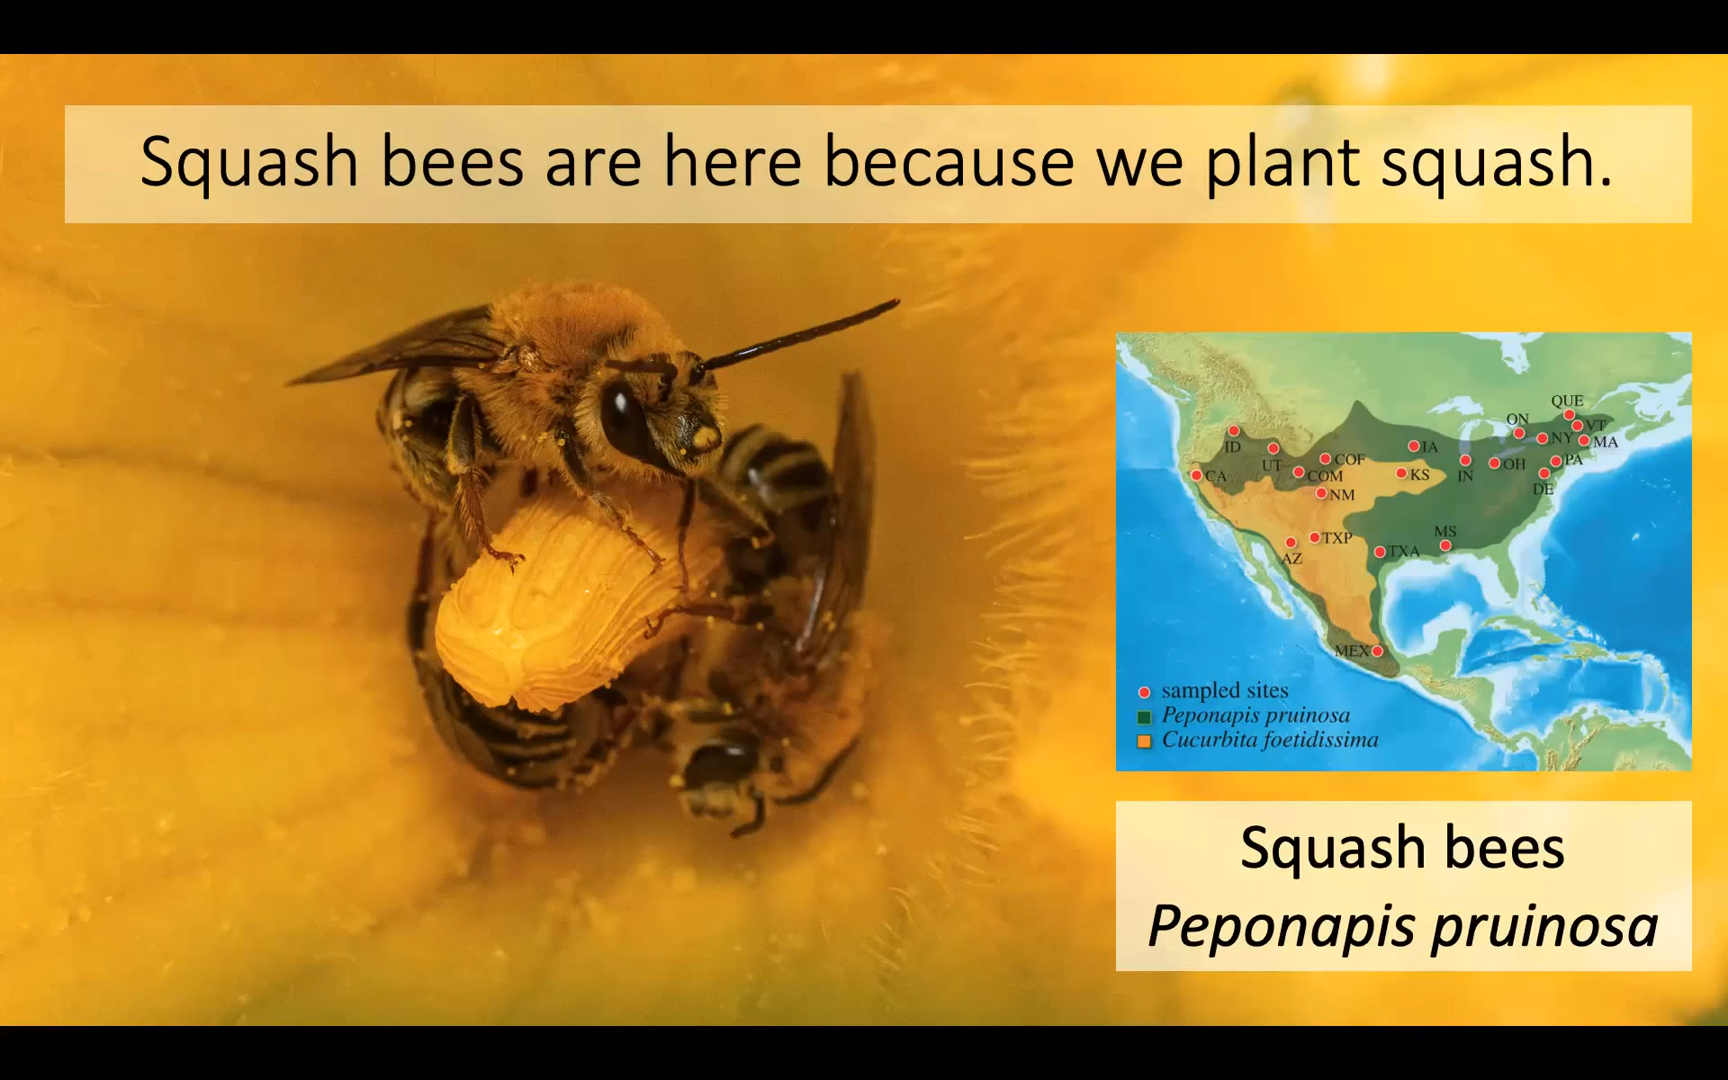 Squash bees are here because we plant squash.
QUE
ON
VT
NY
MA
ID
IA
UT
COF
IN
OH
PA
CA
COM
KS
DE
NM
MS
TXP
TXA
AZ
MEX
sampled sites
Peponapis pruinosa
Cucurbita foetidissima
Squash bees
Peponapis pruinosa